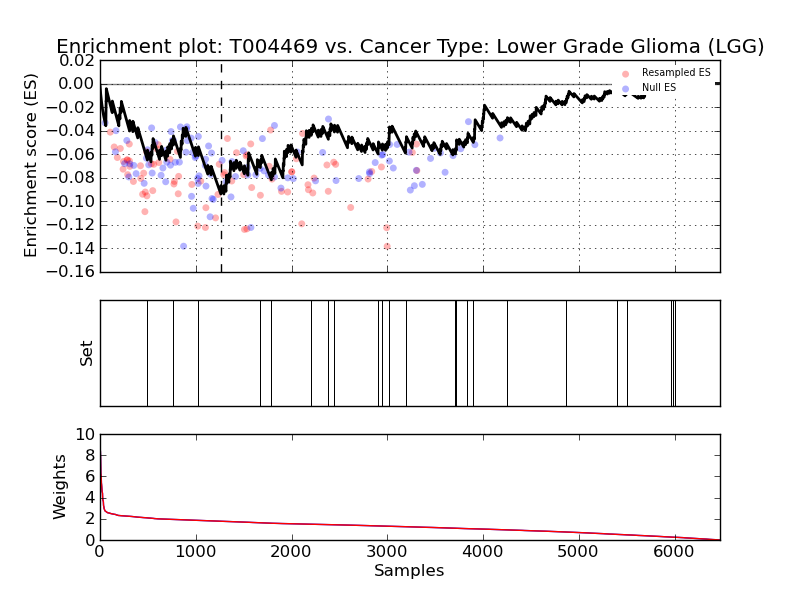 Enrichment plot: T004469 vs. Cancer Type: Lower Grade Glioma (LGG)
Enrichment score (ES)
0.02
0.00
−0.02
−0.04
−0.06
−0.08
−0.10
−0.12
−0.14
−0.16
Resampled ES
Null ES
Set
Weights
10
8
6
4
2
0
0 1000 2000 3000 4000 5000 6000
Samples